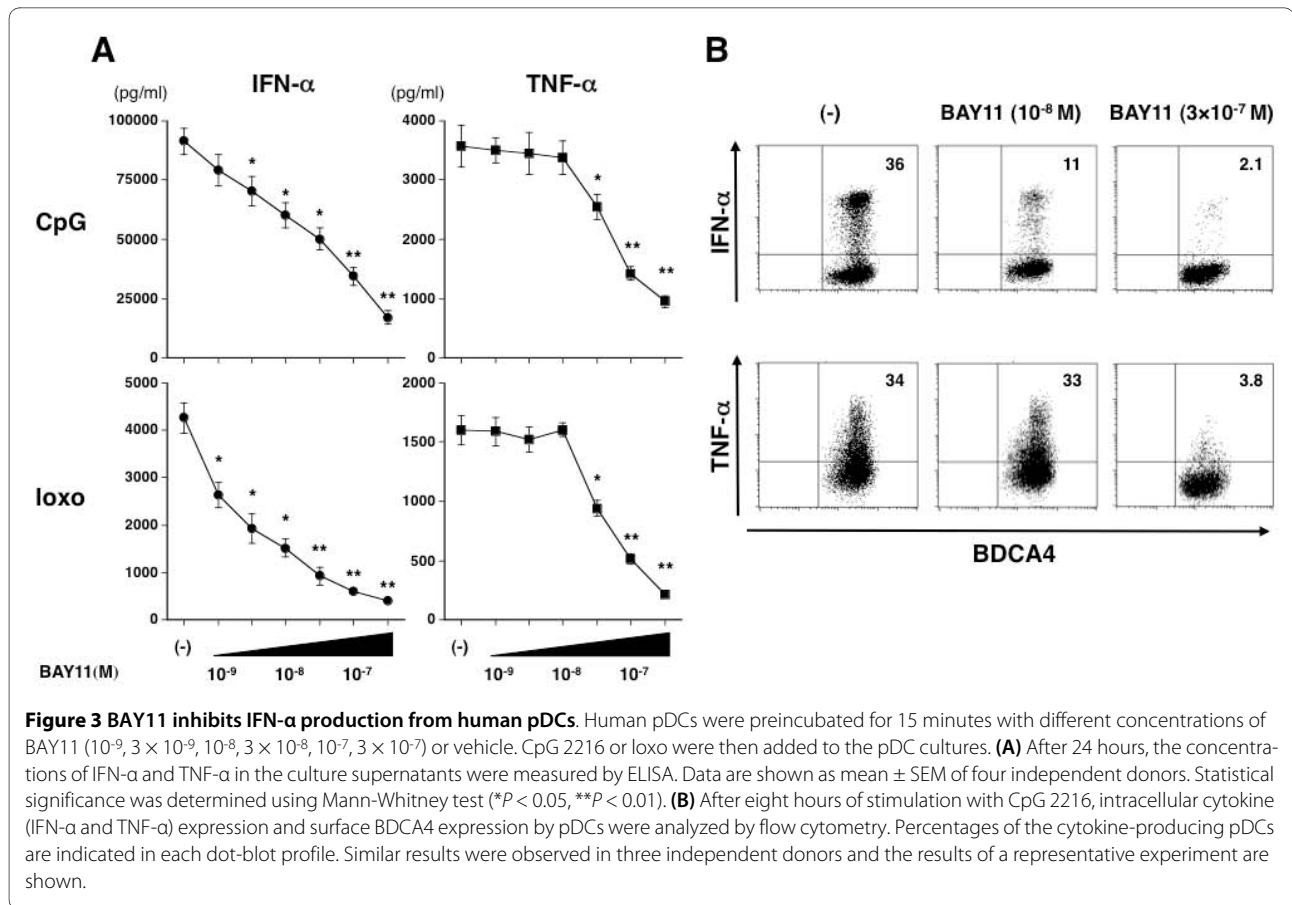 A
IFN-α
TNF-α
(pg/ml)
(pg/ml)
CpG
100000
75000
50000
25000
0
*
*
*
*
**
**
4000
3000
2000
1000
0
*
**
**
loxo
5000
4000
3000
2000
1000
0
*
*
*
**
**
**
2000
1500
1000
500
0
*
**
**
(-)
(-)
BAY11(M)
10⁻⁹ 10⁻⁸ 10⁻⁷
10⁻⁹ 10⁻⁸ 10⁻⁷
B
(-)
BAY11 (10⁻⁸ M)
BAY11 (3×10⁻⁷ M)
IFN-α
36
11
2.1
TNF-α
34
33
3.8
BDCA4
Figure 3 BAY11 inhibits IFN-α production from human pDCs. Human pDCs were preincubated for 15 minutes with different concentrations of
BAY11 (10⁻⁹, 3 × 10⁻⁹, 10⁻⁸, 3 × 10⁻⁸, 10⁻⁷, 3 × 10⁻⁷) or vehicle. CpG 2216 or loxo were then added to the pDC cultures. (A) After 24 hours, the concentra-
tions of IFN-α and TNF-α in the culture supernatants were measured by ELISA. Data are shown as mean ± SEM of four independent donors. Statistical
significance was determined using Mann-Whitney test (*P < 0.05, **P < 0.01). (B) After eight hours of stimulation with CpG 2216, intracellular cytokine
(IFN-α and TNF-α) expression and surface BDCA4 expression by pDCs were analyzed by flow cytometry. Percentages of the cytokine-producing pDCs
are indicated in each dot-blot profile. Similar results were observed in three independent donors and the results of a representative experiment are
shown.